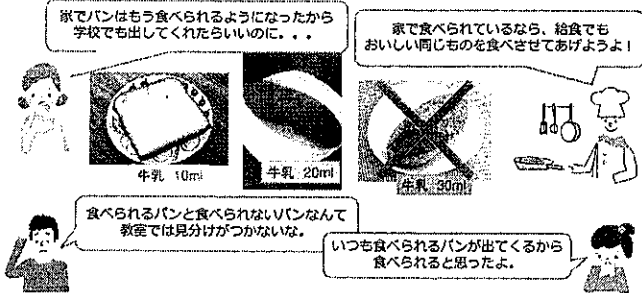 家でパンはもう食べられるようになったから
学校でも出してくれたらいいのに．．．
家で食べられているなら、給食でも
おいしい同じものを食べさせてあげようよ！
牛乳 10ml
牛乳 20ml
牛乳 30ml
食べられるパンと食べられないパンなんて
教室では見分けがつかないな。
いつも食べられるパンが出てくるから
食べられると思ったよ。